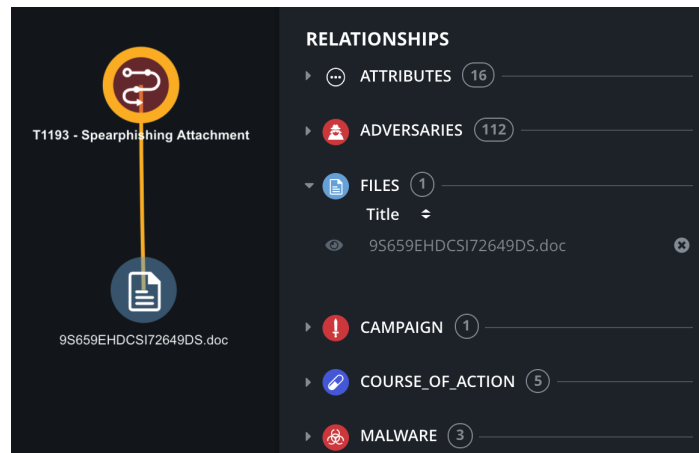 T1193 - Spearphishing Attachment
9S659EHDCSI72649DS.doc
RELATIONSHIPS
ATTRIBUTES 16
ADVERSARIES 112
FILES 1
Title
9S659EHDCSI72649DS.doc
CAMPAIGN 1
COURSE_OF_ACTION 5
MALWARE 3